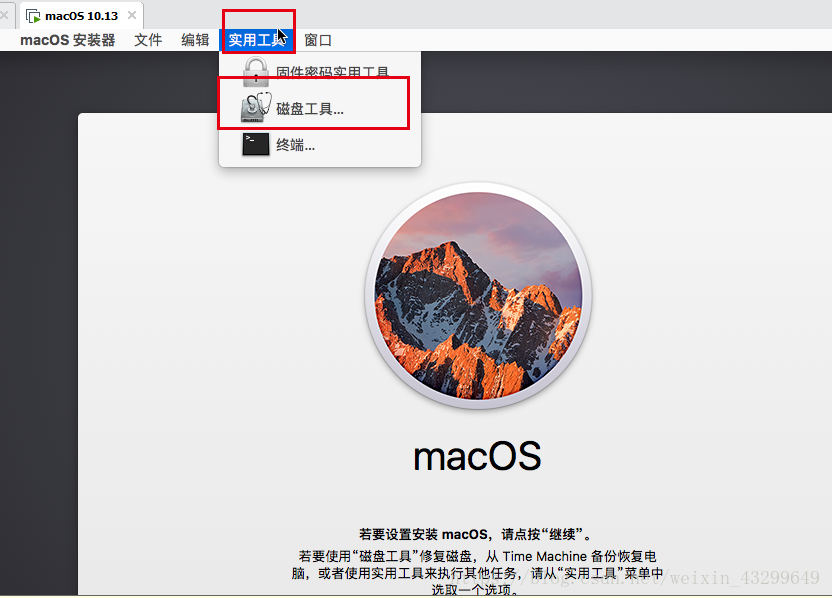 macOS 10.13
macOS 安装器 文件 编辑 实用工具 窗口
固件密码实用工具
磁盘工具...
终端...
macOS
若要设置安装 macOS，请点按“继续”。
若要使用“磁盘工具”修复磁盘，从 Time Machine 备份恢复电
脑，或者使用实用工具来执行其他任务，请从“实用工具”菜单中
选取一个选项。
https://blog.csdn.net/weixin_43299649